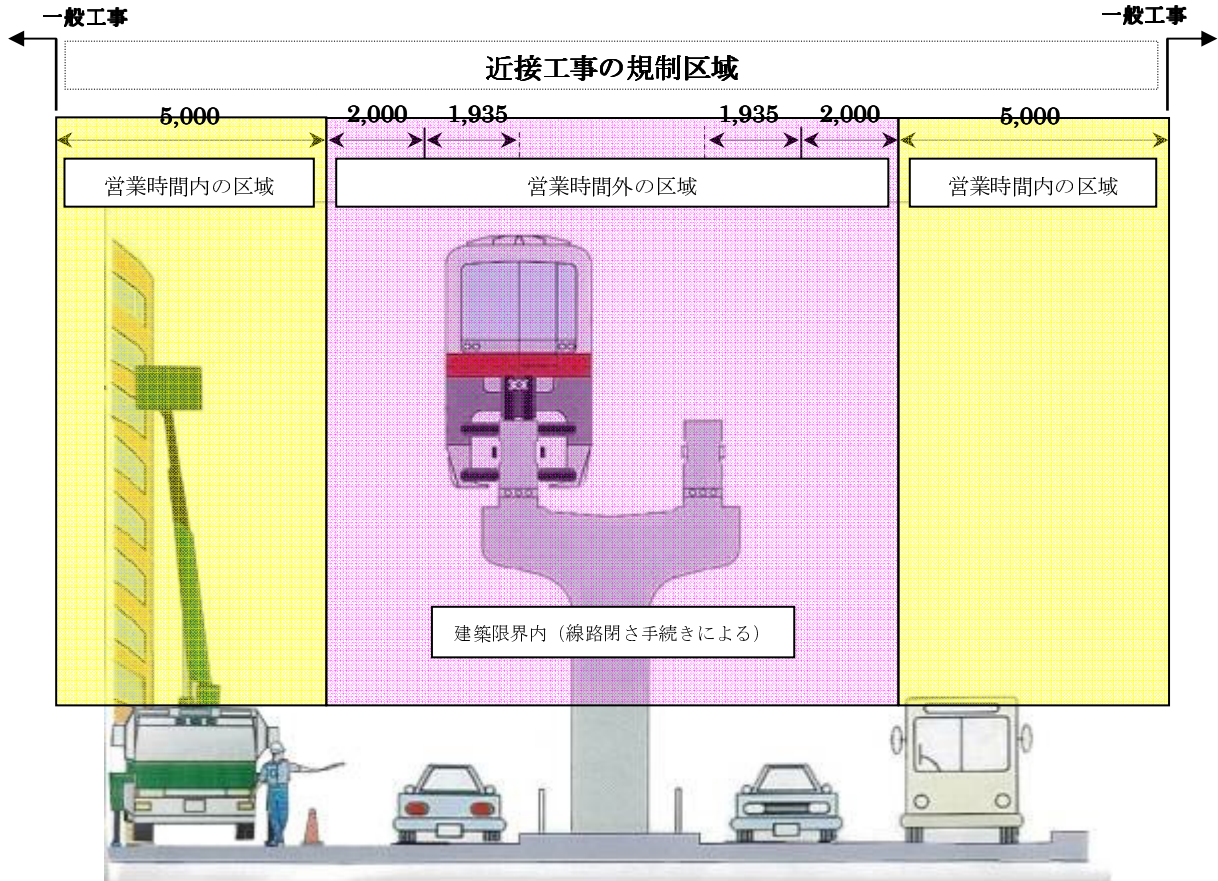 一般工事
一般工事
近接工事の規制区域
5,000
2,000
1,935
1,935
2,000
5,000
営業時間内の区域
営業時間外の区域
営業時間内の区域
建築限界内（線路閉さ手続きによる）